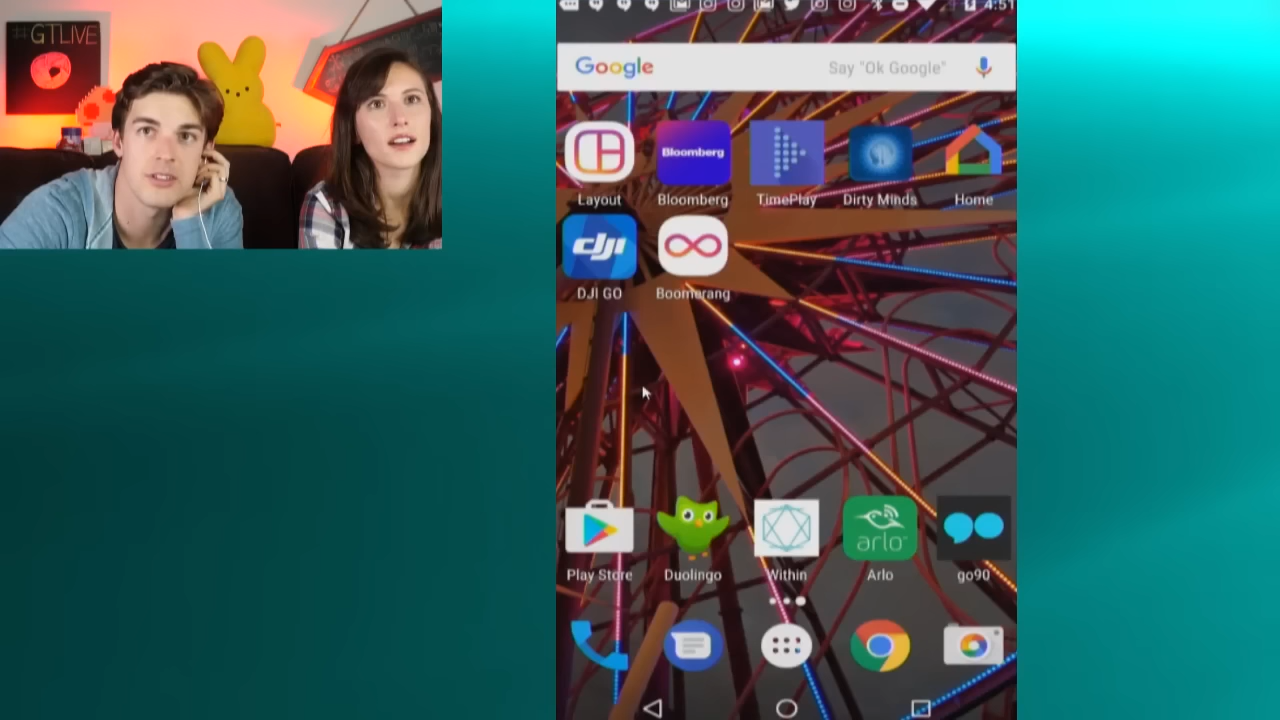 #GTLIVE
4:51
Google
Say "Ok Google"
Bloomberg
Layout
Bloomberg
TimePlay
Dirty Minds
Home
dji
DJI GO
Boomerang
arlo
Play Store
Duolingo
Within
Arlo
go90